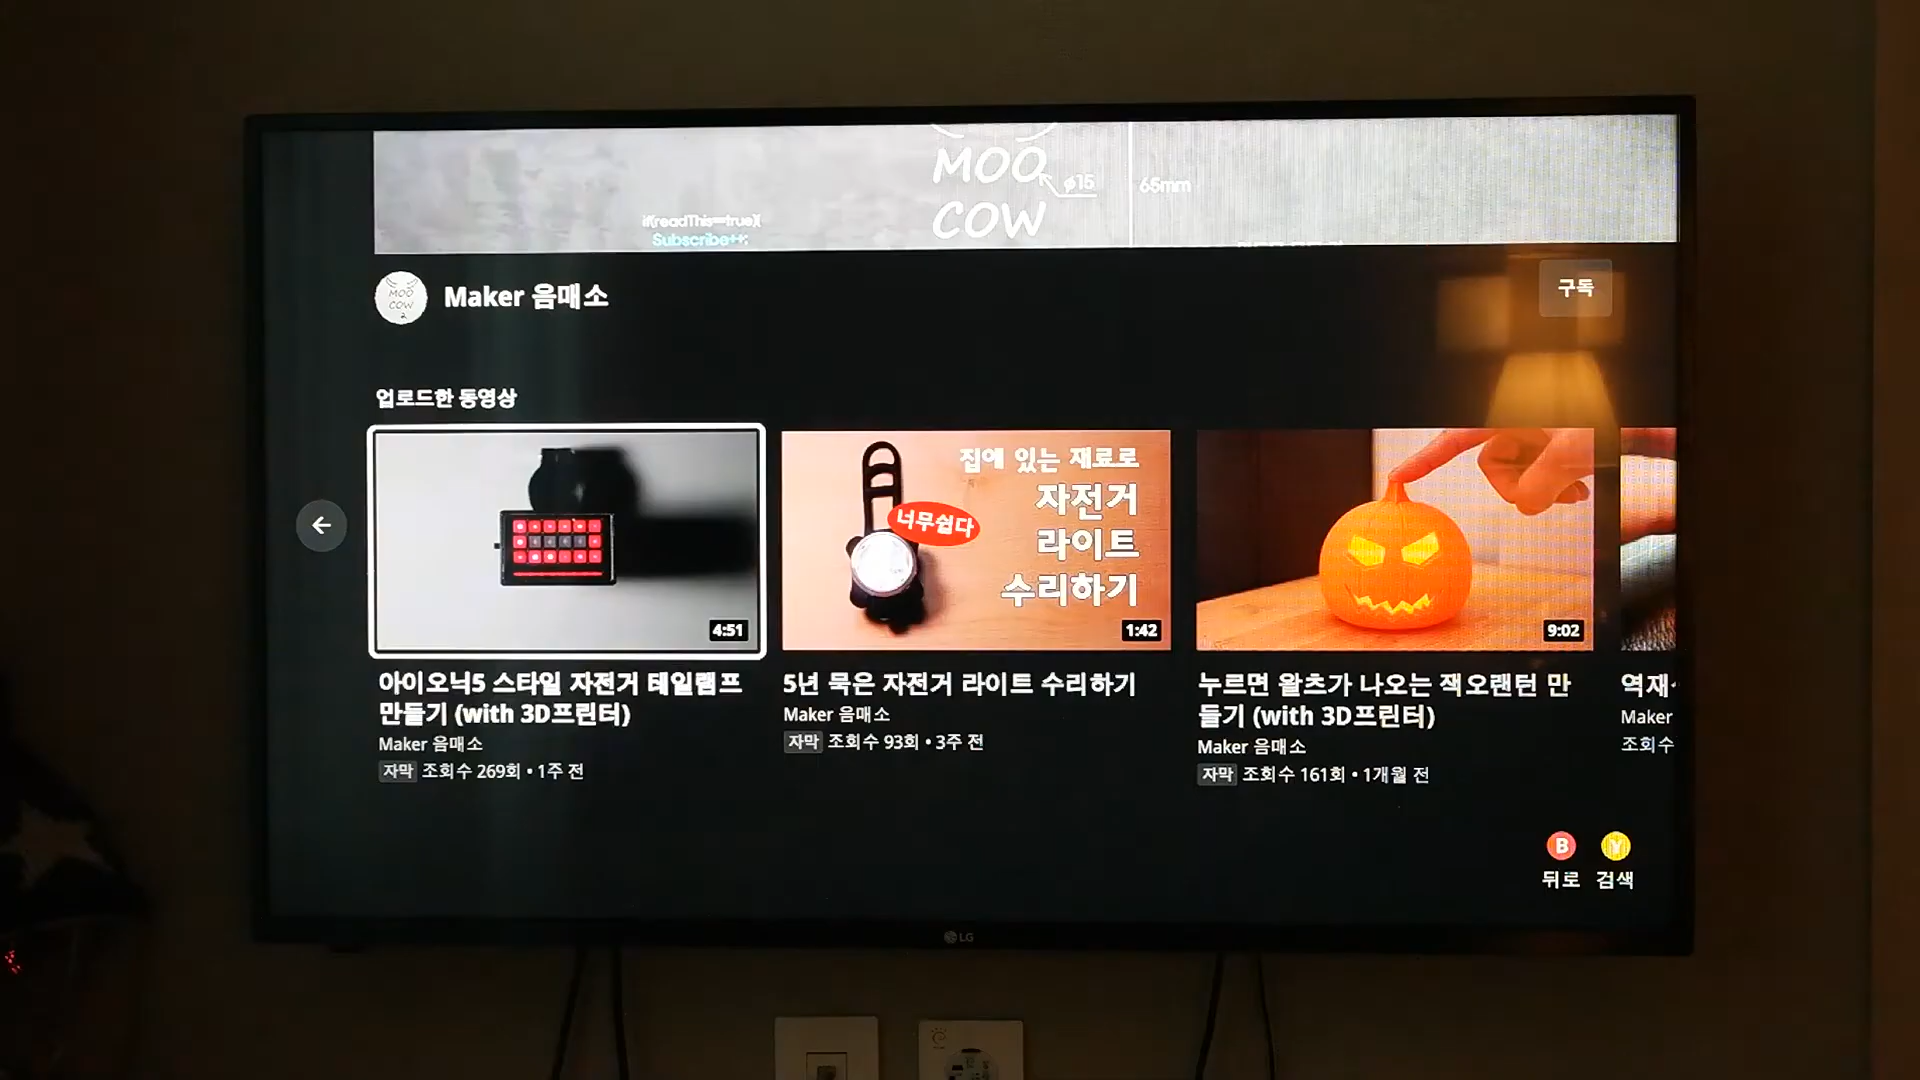 MOO
COW
ø15
65mm
if(readThis==true){
Subscribe++;
MOO
COW
Maker 음매소
구독
업로드한 동영상
4:51
집에 있는 재료로
자전거
라이트
수리하기
너무쉽다
1:42
9:02
아이오닉5 스타일 자전거 테일램프
만들기 (with 3D프린터)
Maker 음매소
자막 조회수 269회 • 1주 전
5년 묵은 자전거 라이트 수리하기
Maker 음매소
자막 조회수 93회 • 3주 전
누르면 왈츠가 나오는 잭오랜턴 만
들기 (with 3D프린터)
Maker 음매소
자막 조회수 161회 • 1개월 전
역재
Maker
조회수
B
뒤로
Y
검색
LG